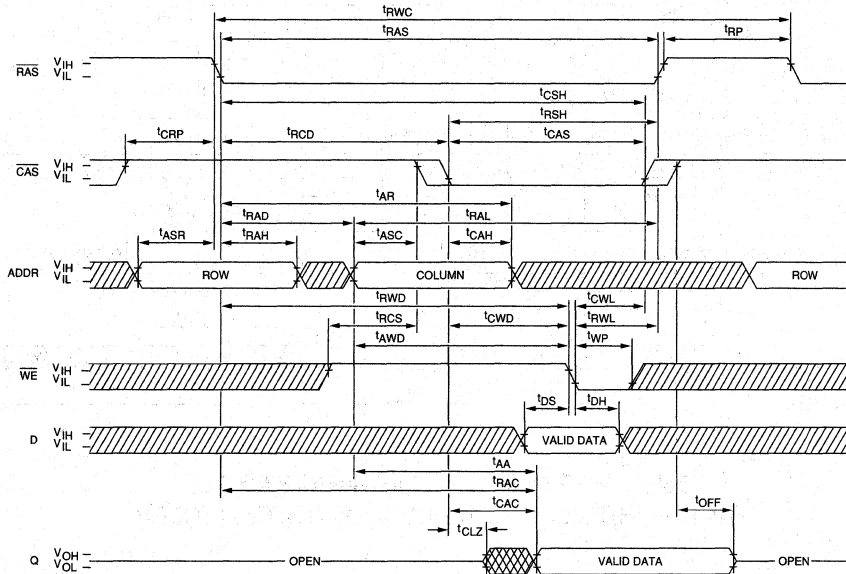 tRWC
tRAS
tRP
RAS
VIH
VIL
tCSH
tRSH
tCRP
tRCD
tCAS
CAS
VIH
VIL
tAR
tRAD
tRAL
tASR
tRAH
tASC
tCAH
ADDR
VIH
VIL
ROW
COLUMN
ROW
tRWD
tCWL
tRCS
tCWD
tRWL
tAWD
tWP
WE
VIH
VIL
tDS
tDH
D
VIH
VIL
VALID DATA
tAA
tRAC
tCAC
tOFF
tCLZ
Q
VOH
VOL
OPEN
VALID DATA
OPEN